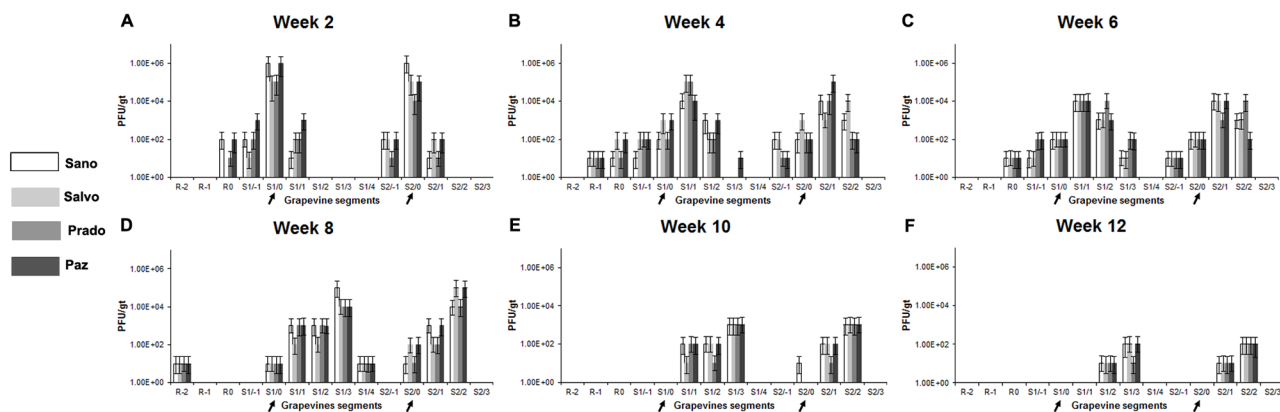 A
Week 2
PFU/gt
1.00E+06
1.00E+04
1.00E+02
1.00E+00
R-2 R-1 R0 S1/-1 S1/0 S1/1 S1/2 S1/3 S1/4 S2/-1 S2/0 S2/1 S2/2 S2/3
Grapevine segments
B
Week 4
PFU/gt
1.00E+06
1.00E+04
1.00E+02
1.00E+00
R-2 R-1 R0 S1/-1 S1/0 S1/1 S1/2 S1/3 S1/4 S2/-1 S2/0 S2/1 S2/2 S2/3
Grapevine segments
C
Week 6
PFU/gt
1.00E+06
1.00E+04
1.00E+02
1.00E+00
R-2 R-1 R0 S1/-1 S1/0 S1/1 S1/2 S1/3 S2/-1 S2/0 S2/1 S2/2 S2/3
Grapevine segments
Sano
Salvo
Prado
Paz
D
Week 8
PFU/gt
1.00E+06
1.00E+04
1.00E+02
1.00E+00
R-2 R-1 R0 S1/-1 S1/0 S1/1 S1/2 S1/3 S1/4 S2/0 S2/1 S2/2 S2/3
Grapevines segments
E
Week 10
PFU/gt
1.00E+06
1.00E+04
1.00E+02
1.00E+00
R-2 R-1 R0 S1/-1 S1/0 S1/1 S1/2 S1/3 S1/4 S2/0 S2/1 S2/2 S2/3
Grapevines segments
F
Week 12
PFU/gt
1.00E+06
1.00E+04
1.00E+02
1.00E+00
R-2 R-1 R0 S1/-1 S1/0 S1/1 S1/2 S1/3 S1/4 S2/0 S2/1 S2/2 S2/3
Grapevines segments